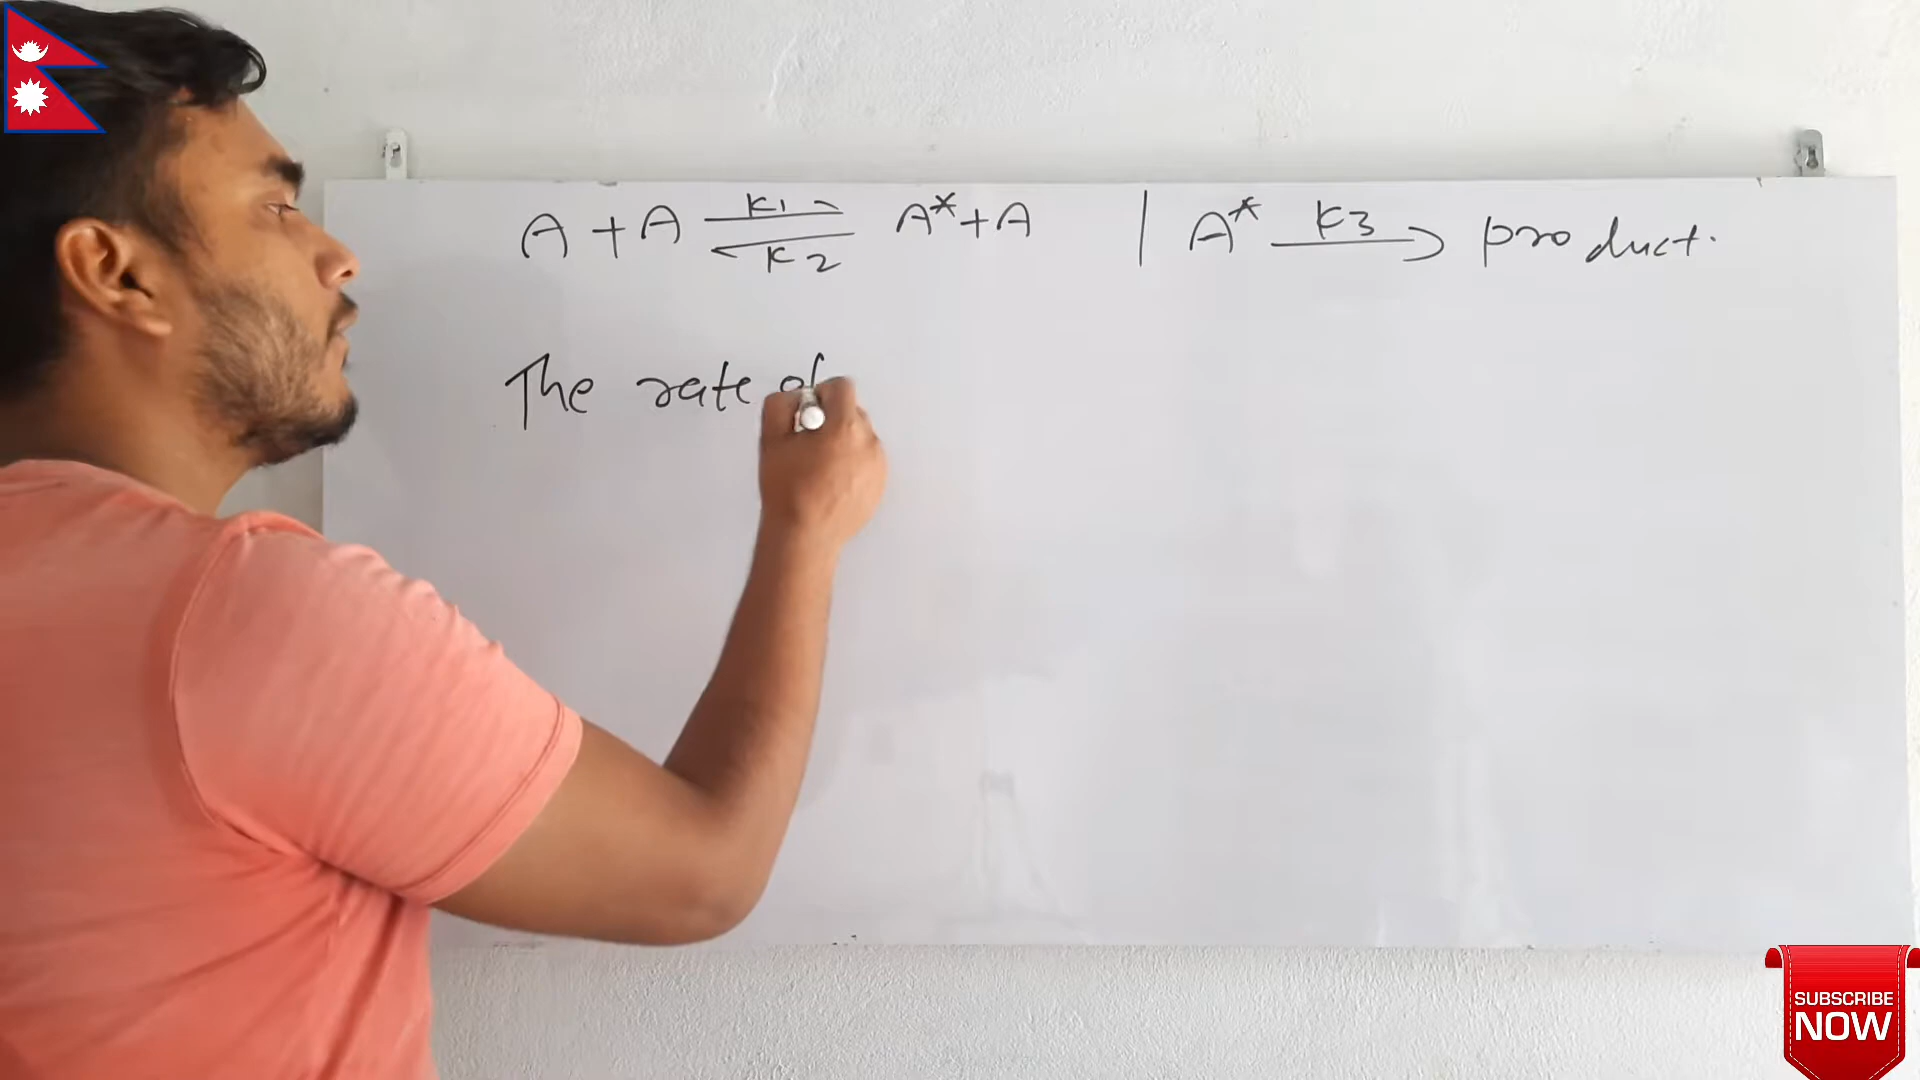 A + A ⇌ A* + A | A* → product.
K1
K2
K3
The rate of
SUBSCRIBE
NOW